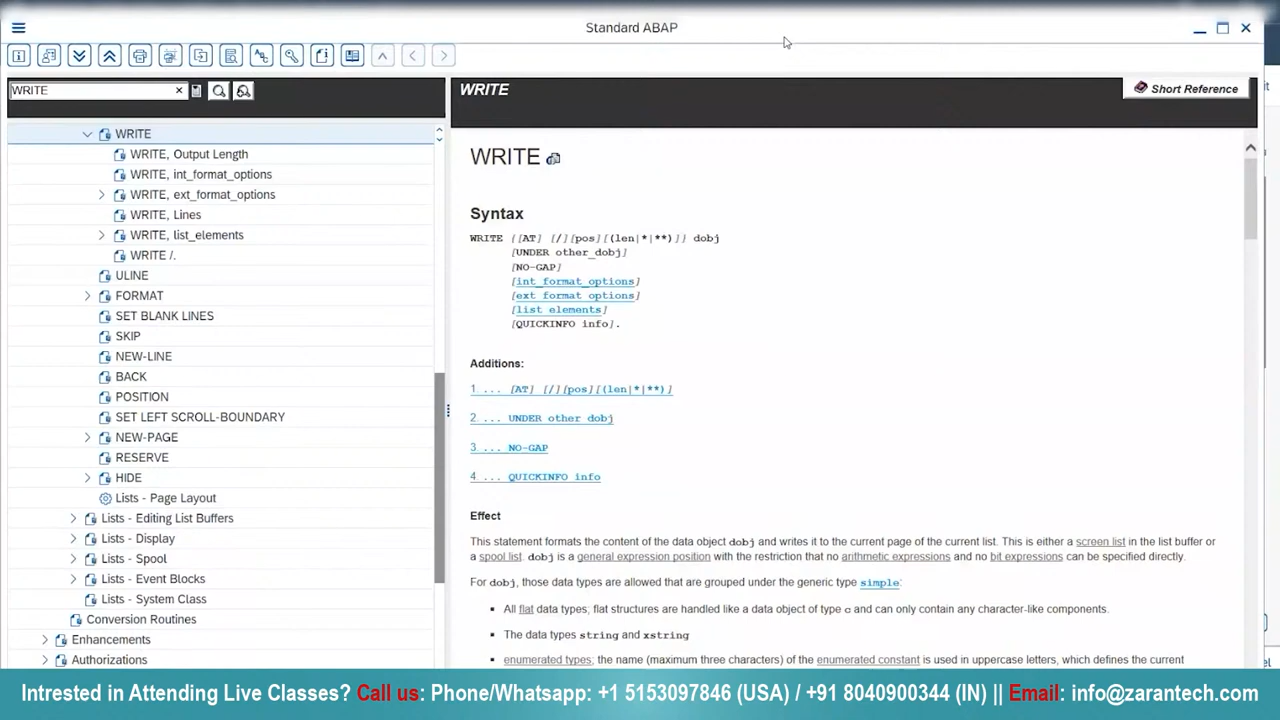 Standard ABAP
WRITE
WRITE
Short Reference
WRITE
WRITE, Output Length
WRITE, int_format_options
WRITE, ext_format_options
WRITE, Lines
WRITE, list_elements
WRITE /.
ULINE
FORMAT
SET BLANK LINES
SKIP
NEW-LINE
BACK
POSITION
SET LEFT SCROLL-BOUNDARY
NEW-PAGE
RESERVE
HIDE
Lists - Page Layout
Lists - Editing List Buffers
Lists - Display
Lists - Spool
Lists - Event Blocks
Lists - System Class
Conversion Routines
Enhancements
Authorizations
WRITE
Syntax
WRITE {[AT] [/][pos][(len|*|**)]} dobj
[UNDER other_dobj]
[NO-GAP]
[int_format_options]
[ext_format_options]
[list_elements]
[QUICKINFO info].
Additions:
1. ... [AT] [/][pos][(len|*|**)]
2. ... UNDER other_dobj
3. ... NO-GAP
4. ... QUICKINFO info
Effect
This statement formats the content of the data object dobj and writes it to the current page of the current list. This is either a screen list in the list buffer or
a spool list. dobj is a general expression position with the restriction that no arithmetic expressions and no bit expressions can be specified directly.
For dobj, those data types are allowed that are grouped under the generic type simple:
All flat data types; flat structures are handled like a data object of type c and can only contain any character-like components.
The data types string and xstring
enumerated types; the name (maximum three characters) of the enumerated constant is used in uppercase letters, which defines the current
Intrested in Attending Live Classes? Call us: Phone/Whatsapp: +1 5153097846 (USA) / +91 8040900344 (IN) || Email: info@zarantech.com